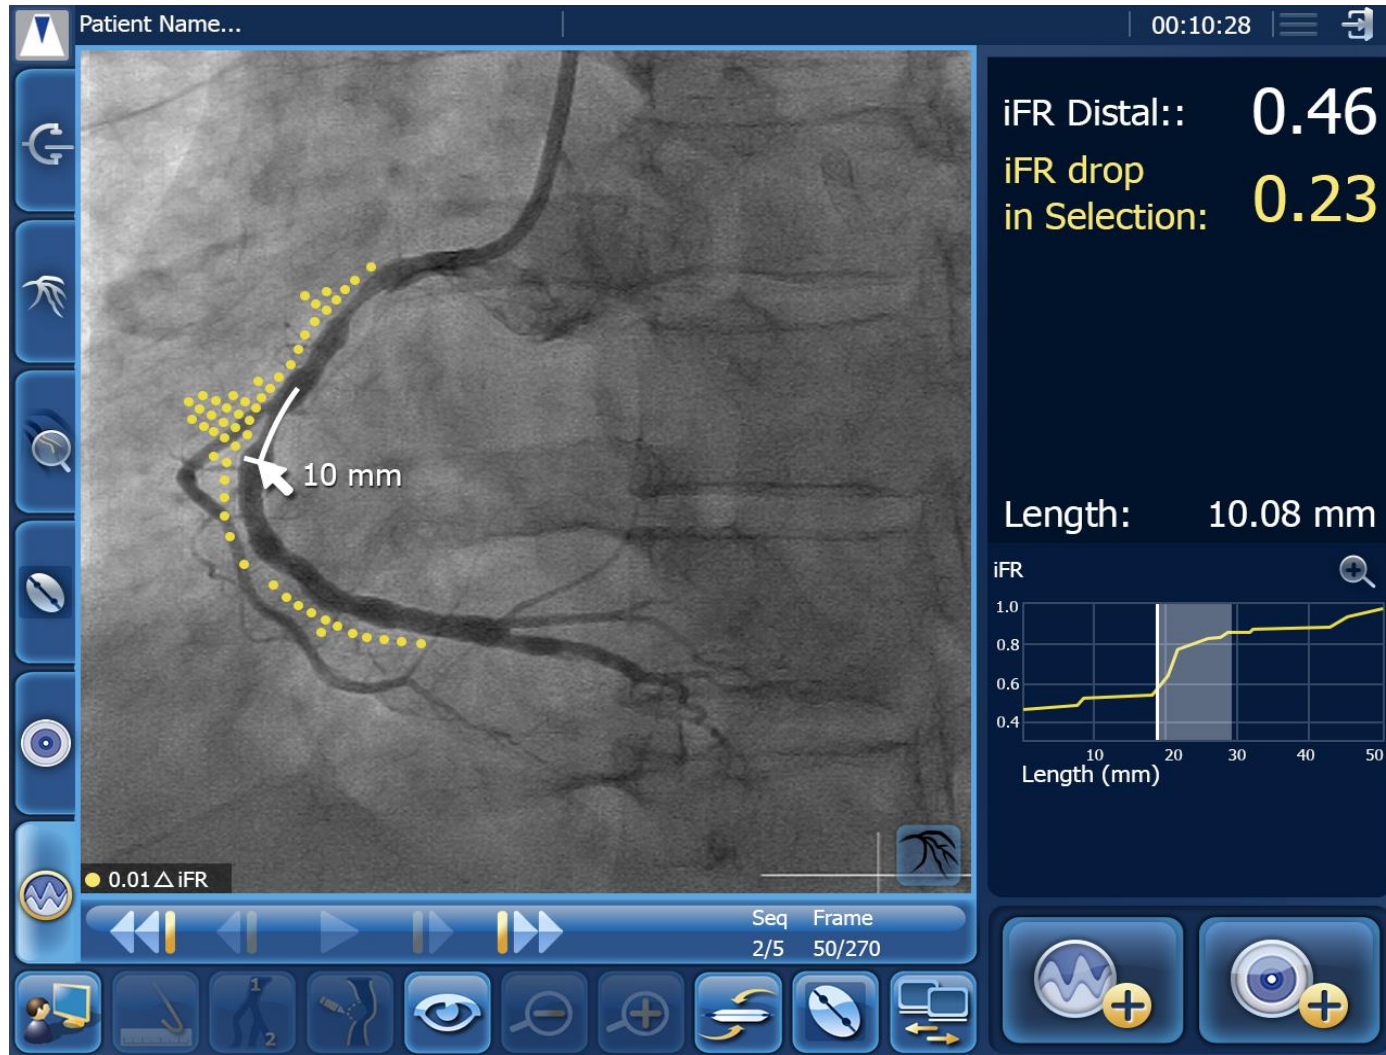 Patient Name...
00:10:28
iFR Distal:: 0.46
iFR drop
in Selection: 0.23
10 mm
Length: 10.08 mm
iFR
1.0
0.8
0.6
0.4
10 20 30 40 50
Length (mm)
0.01△iFR
Seq Frame
2/5 50/270
1
2